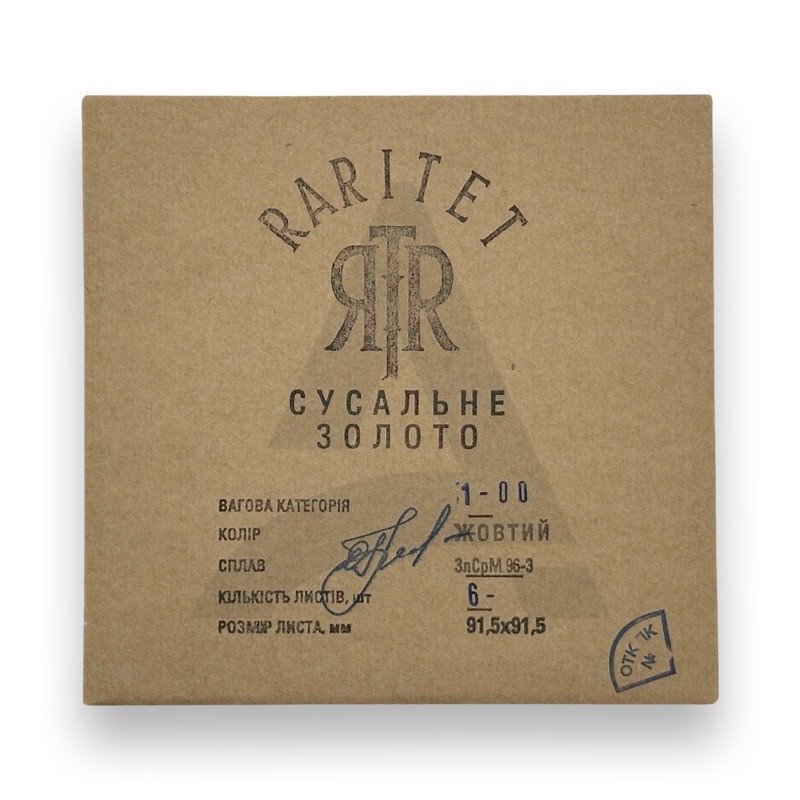 RARITET
RTR
СУСАЛЬНЕ
ЗОЛОТО
ВАГОВА КАТЕГОРІЯ 1-00
КОЛІР ЖОВТИЙ
СПЛАВ ЗлСрМ 96-3
КІЛЬКІСТЬ ЛИСТІВ, шт 6-
РОЗМІР ЛИСТА, мм 91,5х91,5
ОТК
№